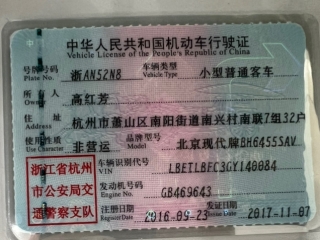 中华人民共和国机动车行驶证
Vehicle License of the People's Republic of China
号牌号码 浙AN52N8 车辆类型 小型普通客车
Plate No. Vehicle Type
所有人 高红芳
Owner
住址 杭州市萧山区南阳街道南兴村南联7组32户
Address
使用性质 非营运 品牌型号 北京现代牌BH6455SAV
Use Character Model
浙江省杭州 车辆识别代号 LBETLBFC3GY140084
VIN
市公安局交 发动机号码 GB469643
Engine No.
通警察支队 注册日期 2016-09-23 发证日期 2017-11-07
Register Date Issue Date